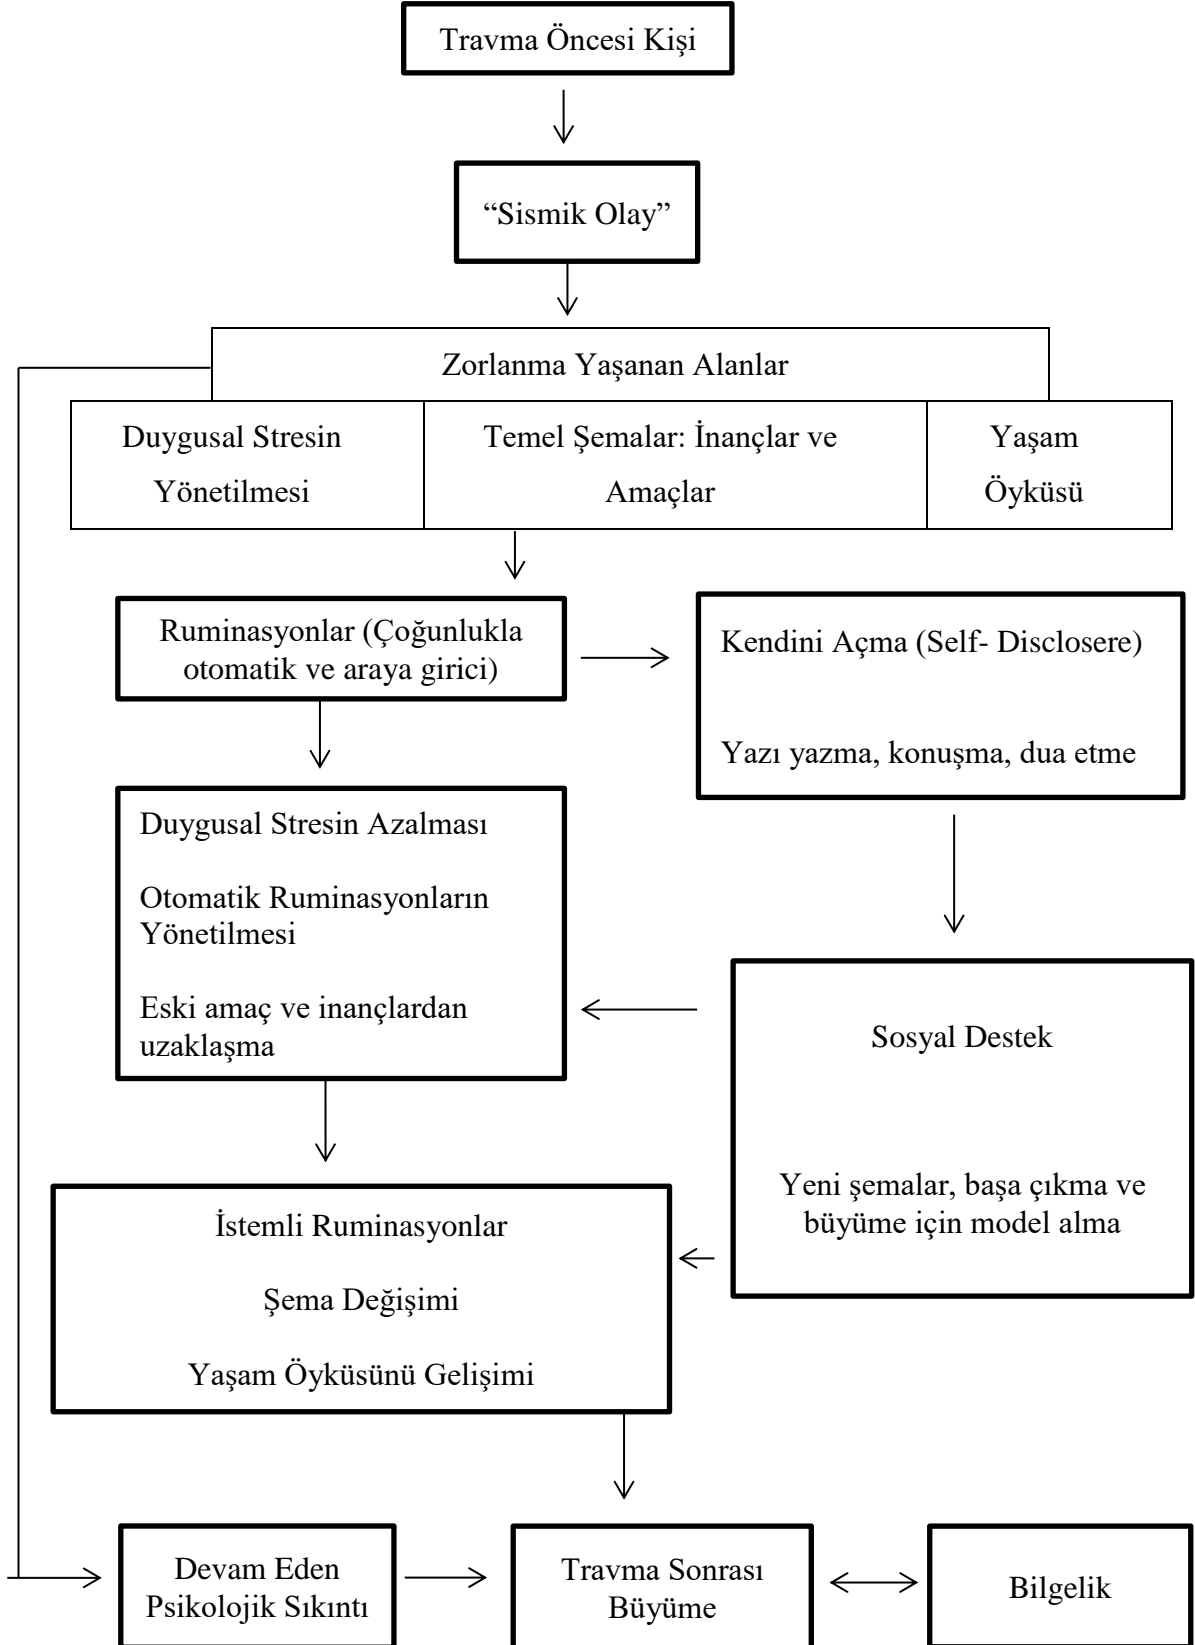 Travma Öncesi Kişi
“Sismik Olay”
Zorlanma Yaşanan Alanlar
Duygusal Stresin
Yönetilmesi
Temel Şemalar: İnançlar ve
Amaçlar
Yaşam
Öyküsü
Ruminasyonlar (Çoğunlukla
otomatik ve araya girici)
Kendini Açma (Self- Disclosere)
Yazı yazma, konuşma, dua etme
Duygusal Stresin Azalması
Otomatik Ruminasyonların
Yönetilmesi
Eski amaç ve inançlardan
uzaklaşma
Sosyal Destek
Yeni şemalar, başa çıkma ve
büyüme için model alma
İstemli Ruminasyonlar
Şema Değişimi
Yaşam Öyküsünü Gelişimi
Devam Eden
Psikolojik Sıkıntı
Travma Sonrası
Büyüme
Bilgelik